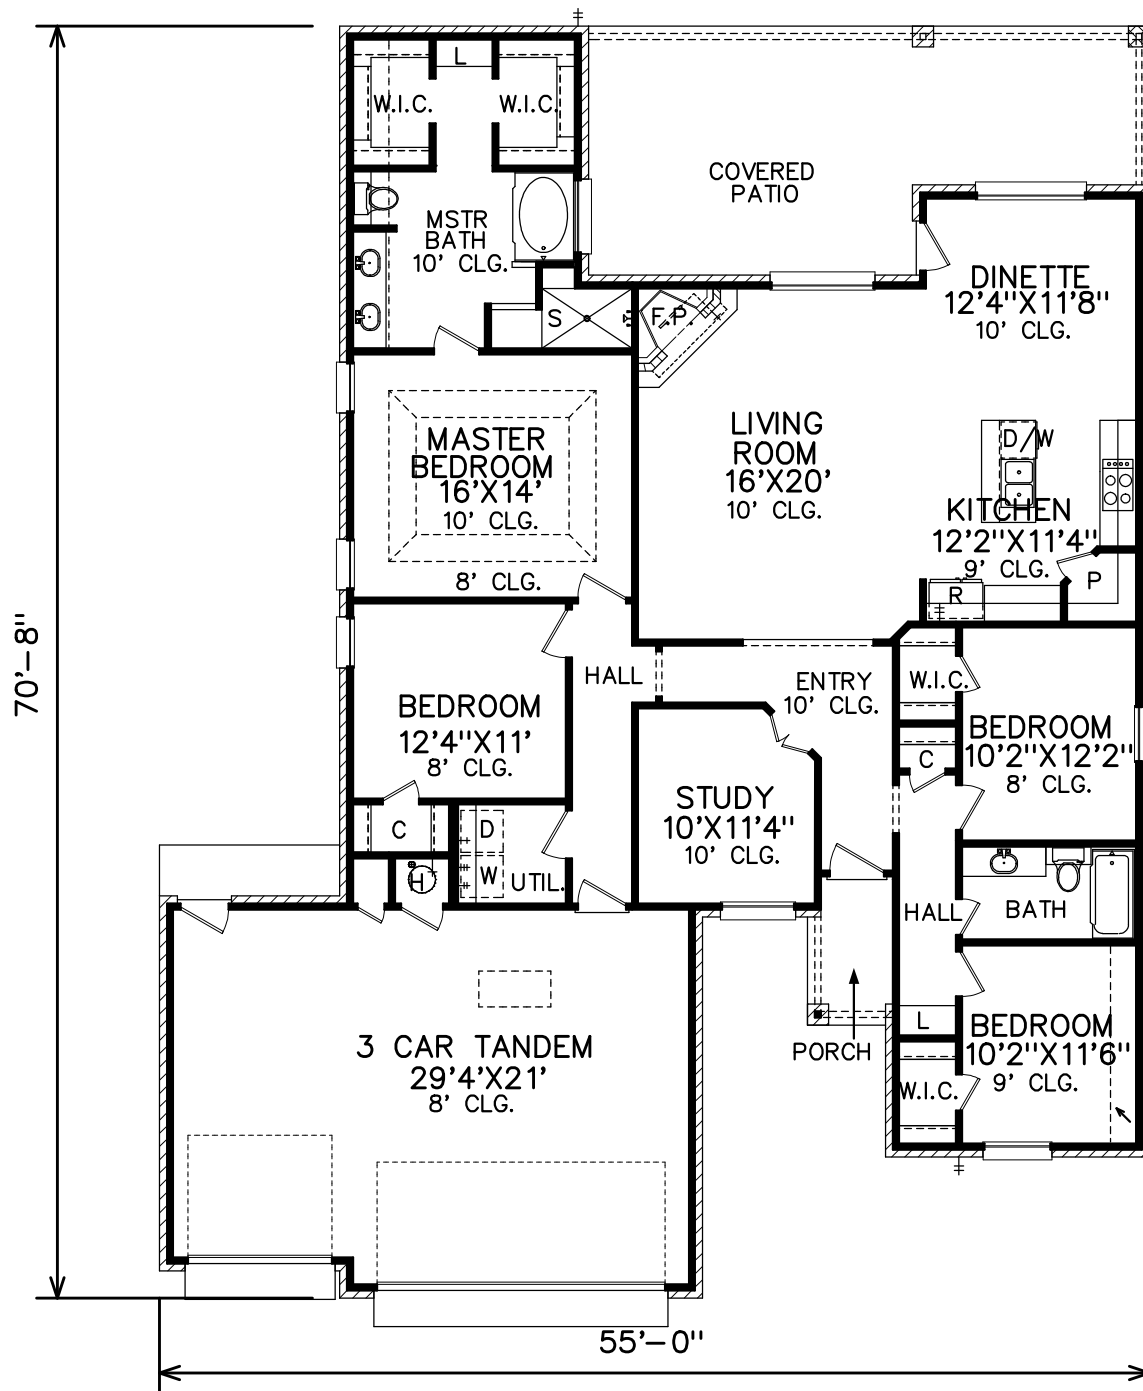 L
W.I.C.
W.I.C.
COVERED
PATIO
MSTR
BATH
10' CLG.
S
F.P.
DINETTE
12'4"X11'8"
10' CLG.
MASTER
BEDROOM
16'X14'
10' CLG.
8' CLG.
LIVING
ROOM
16'X20'
10' CLG.
D/W
KITCHEN
12'2"X11'4"
9' CLG.
R
P
70'-8"
HALL
ENTRY
10' CLG.
W.I.C.
BEDROOM
12'4"X11'
8' CLG.
BEDROOM
10'2"X12'2"
8' CLG.
C
STUDY
10'X11'4"
10' CLG.
C
D
W
UTIL.
H
HALL
BATH
L
PORCH
BEDROOM
10'2"X11'6"
9' CLG.
W.I.C.
3 CAR TANDEM
29'4'X21'
8' CLG.
55'-0"